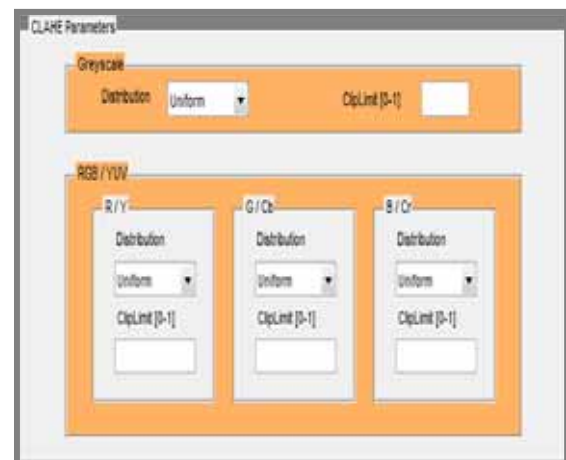 CLAHE Parameters
Greyscale
Distribution Uniform ClipLimit [0-1]
RGB / YUV
R / Y G / Cb B / Cr
Distribution Distribution Distribution
Uniform Uniform Uniform
ClipLimit [0-1] ClipLimit [0-1] ClipLimit [0-1]